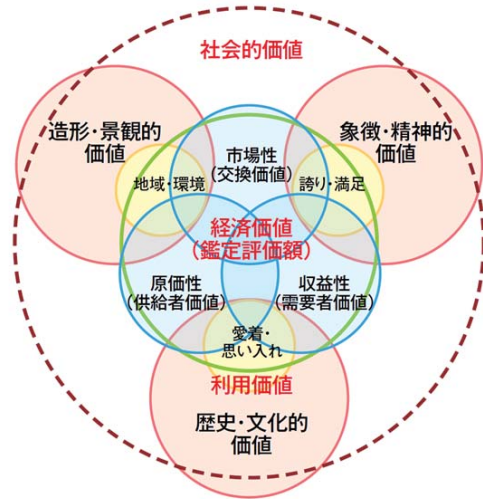 社会的価値
造形・景観的
価値
象徴・精神的
価値
市場性
(交換価値)
地域・環境
誇り・満足
経済価値
(鑑定評価額)
原価性
(供給者価値)
収益性
(需要者価値)
愛着・
思い入れ
利用価値
歴史・文化的
価値